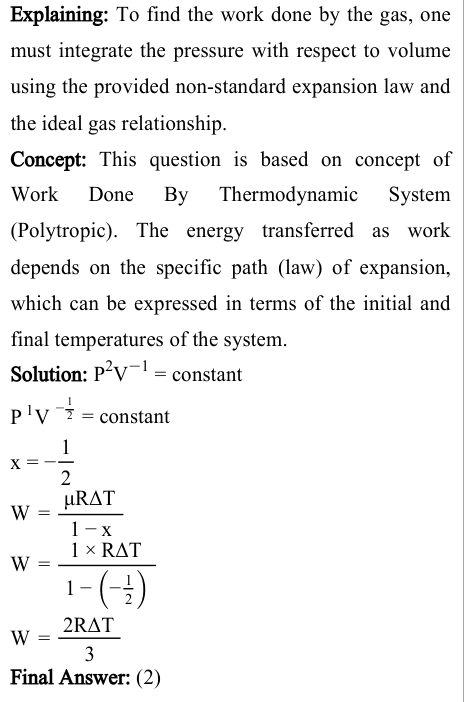 Explaining: To find the work done by the gas, one
must integrate the pressure with respect to volume
using the provided non-standard expansion law and
the ideal gas relationship.
Concept: This question is based on concept of
Work Done By Thermodynamic System
(Polytropic). The energy transferred as work
depends on the specific path (law) of expansion,
which can be expressed in terms of the initial and
final temperatures of the system.
Solution: P²V⁻¹ = constant
P¹V^(-1/2) = constant
x = -1/2
W = μRΔT/(1 − x)
W = (1 × RΔT)/(1 − (−1/2))
W = 2RΔT/3
Final Answer: (2)